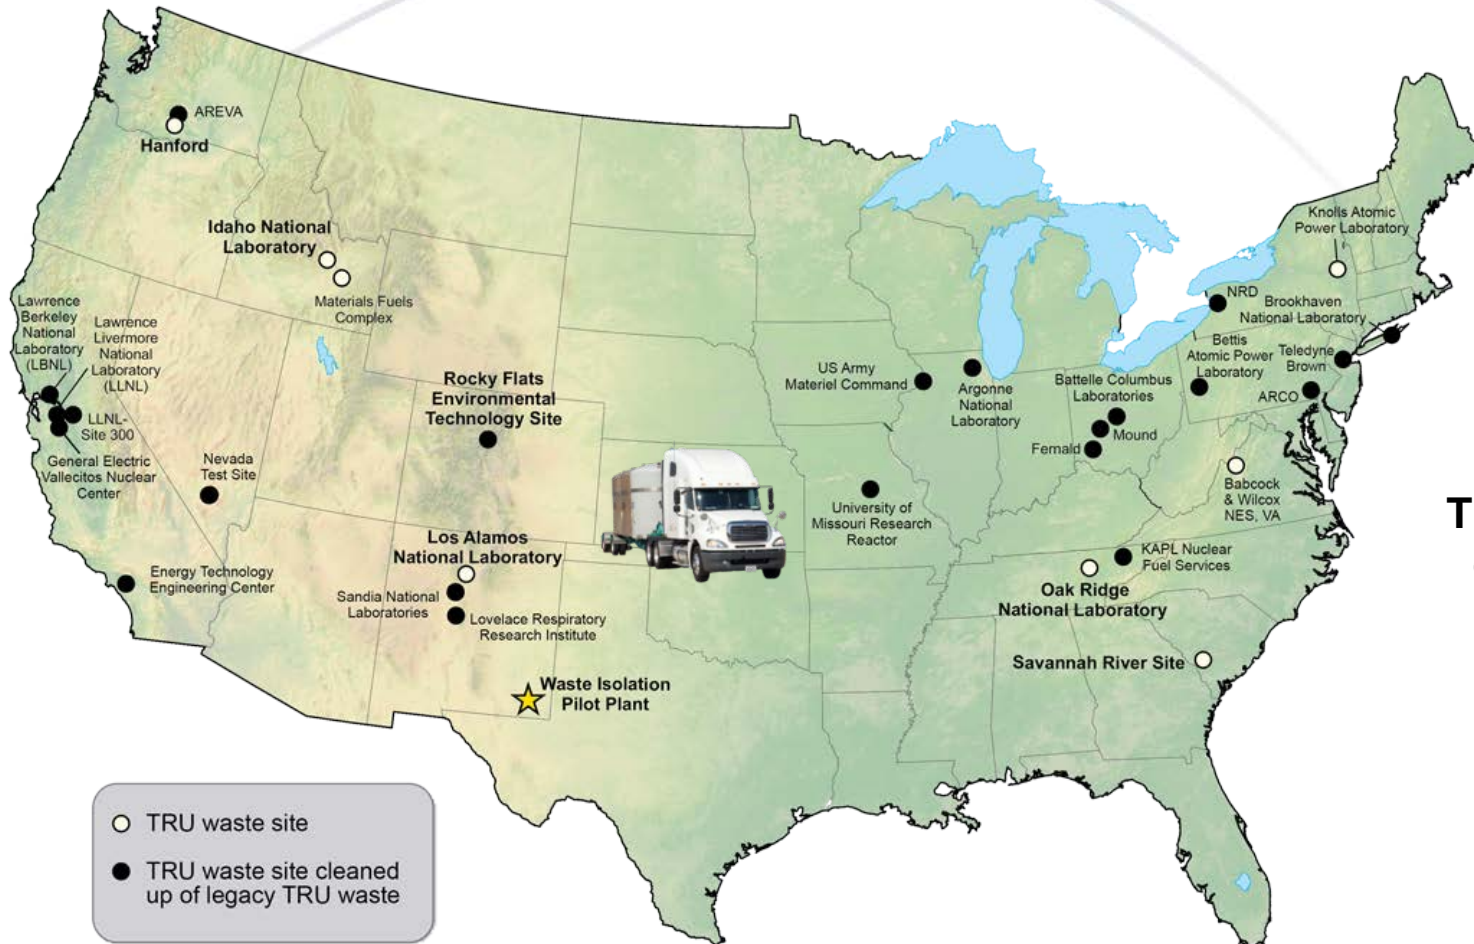 AREVA
Hanford
Idaho National
Laboratory
Materials Fuels
Complex
Lawrence
Berkeley
National
Laboratory
(LBNL)
Lawrence
Livermore
National
Laboratory
(LLNL)
LLNL-
Site 300
General Electric
Vallecitos Nuclear
Center
Nevada
Test Site
Energy Technology
Engineering Center
Rocky Flats
Environmental
Technology Site
Los Alamos
National Laboratory
Sandia National
Laboratories
Lovelace Respiratory
Research Institute
Waste Isolation
Pilot Plant
US Army
Materiel Command
Argonne
National
Laboratory
University of
Missouri Research
Reactor
Battelle Columbus
Laboratories
Mound
Fernald
Knolls Atomic
Power Laboratory
NRD
Brookhaven
National Laboratory
Bettis
Atomic Power
Laboratory
Teledyne
Brown
ARCO
Babcock
& Wilcox
NES, VA
KAPL Nuclear
Fuel Services
Oak Ridge
National Laboratory
Savannah River Site
T
TRU waste site
TRU waste site cleaned
up of legacy TRU waste